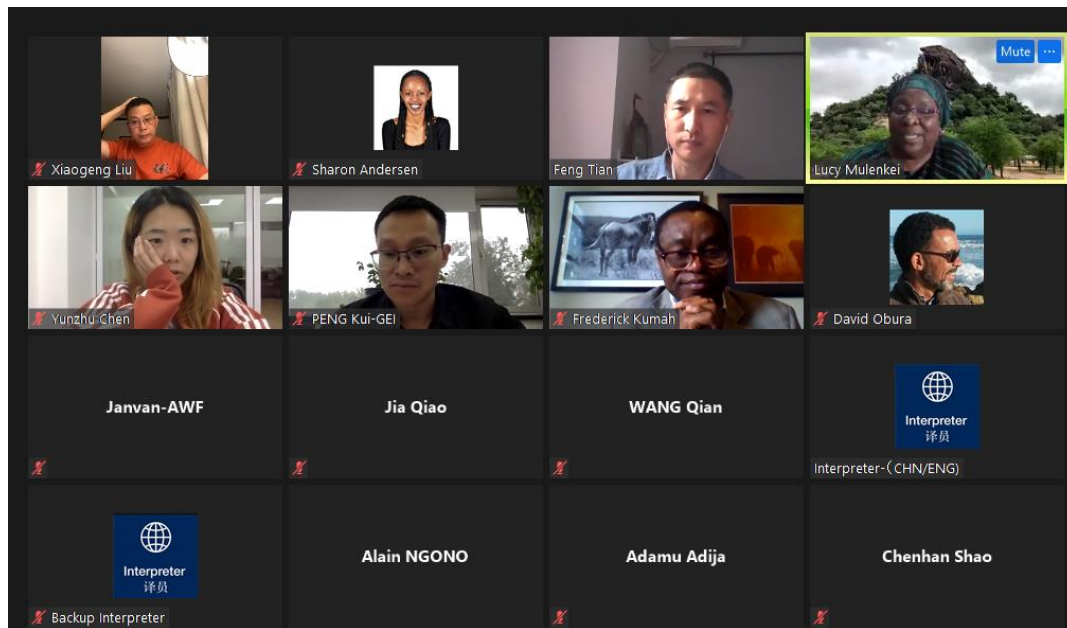 Xiaogeng Liu
Sharon Andersen
Feng Tian
Mute ···
Lucy Mulenkei
Yunzhu Chen
PENG Kui-GEI
Frederick Kumah
David Obura
Janvan-AWF
Jia Qiao
WANG Qian
Interpreter
译员
Interpreter-(CHN/ENG)
Interpreter
译员
Backup Interpreter
Alain NGONO
Adamu Adija
Chenhan Shao